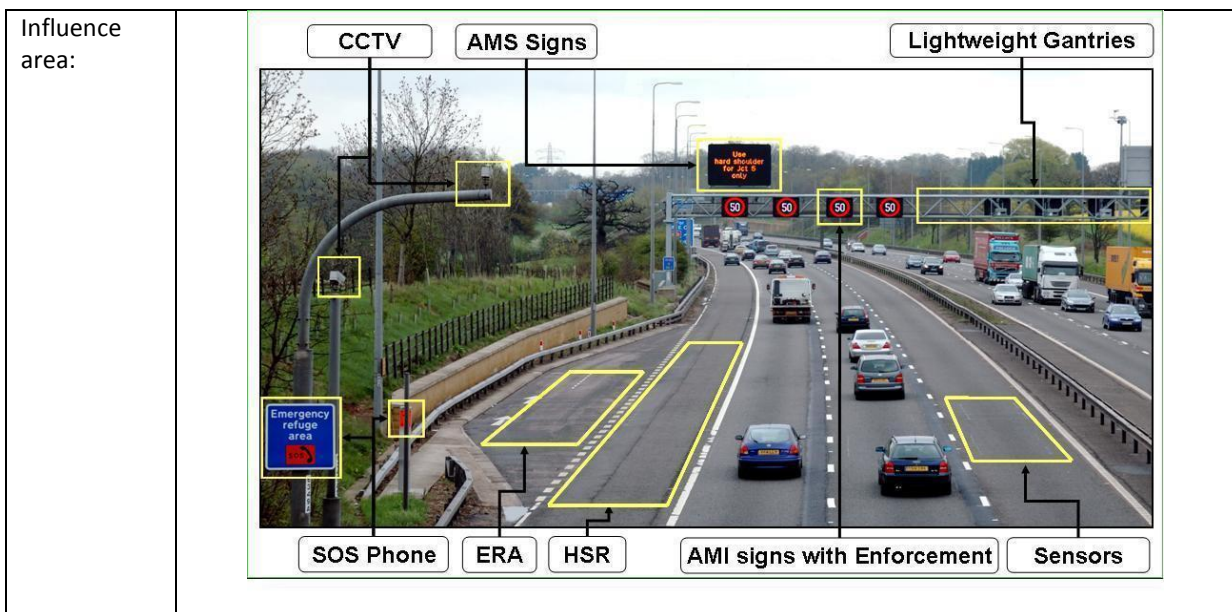 Influence
area:
CCTV
AMS Signs
Lightweight Gantries
Use
hard shoulder
for Jct 5
only
50
50
50
50
Emergency
refuge
area
SOS
SOS Phone
ERA
HSR
AMI signs with Enforcement
Sensors